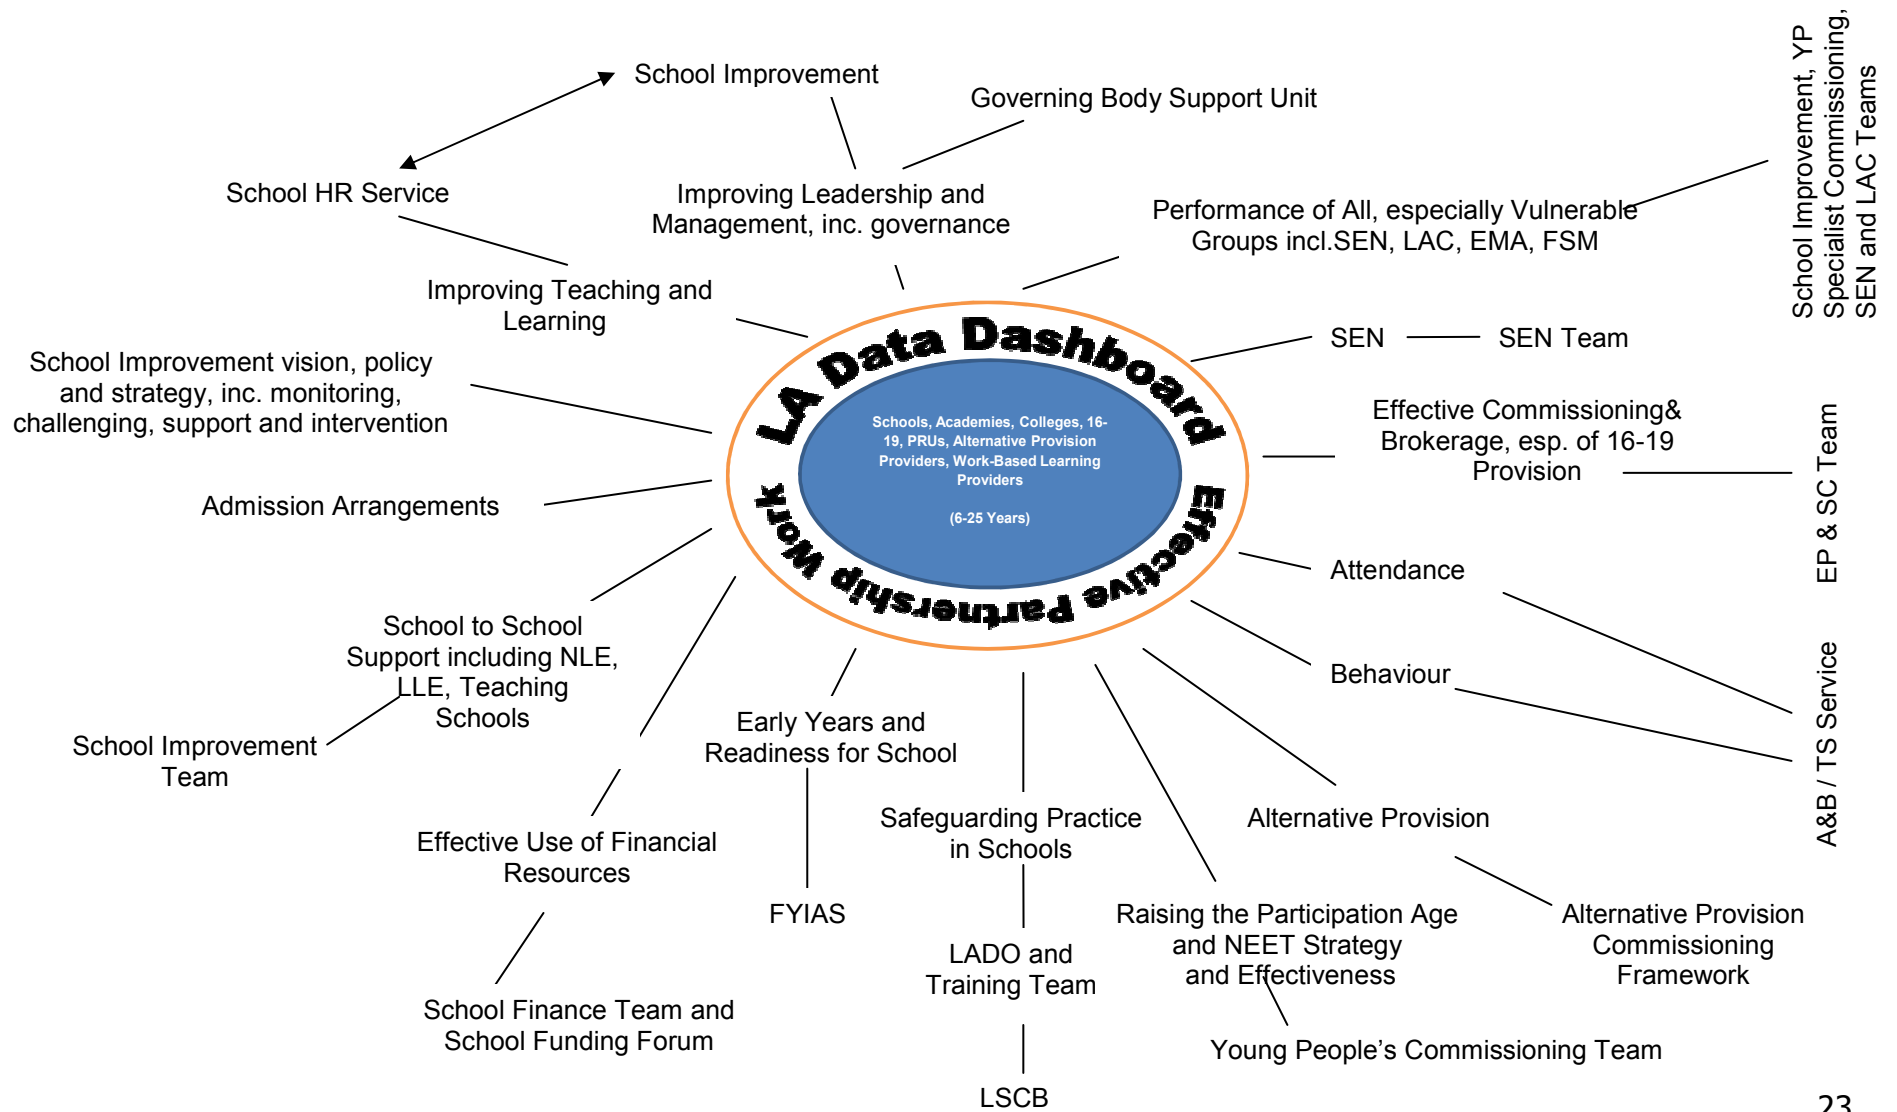 School Improvement
Governing Body Support Unit
School HR Service
Improving Leadership and
Management, inc. governance
Performance of All, especially Vulnerable
Groups incl.SEN, LAC, EMA, FSM
School Improvement, YP
Specialist Commissioning,
SEN and LAC Teams
Improving Teaching and
Learning
SEN
SEN Team
School Improvement vision, policy
and strategy, inc. monitoring,
challenging, support and intervention
LA Data Dashboard
Schools, Academies, Colleges, 16-
19, PRUs, Alternative Provision
Providers, Work-Based Learning
Providers
(6-25 Years)
Effective Partnership Work
Effective Commissioning&
Brokerage, esp. of 16-19
Provision
EP & SC Team
Admission Arrangements
Attendance
School to School
Support including NLE,
LLE, Teaching
Schools
Behaviour
A&B / TS Service
School Improvement
Team
Early Years and
Readiness for School
Effective Use of Financial
Resources
Safeguarding Practice
in Schools
Alternative Provision
FYIAS
Raising the Participation Age
and NEET Strategy
and Effectiveness
Alternative Provision
Commissioning
Framework
LADO and
Training Team
School Finance Team and
School Funding Forum
Young People’s Commissioning Team
LSCB
23